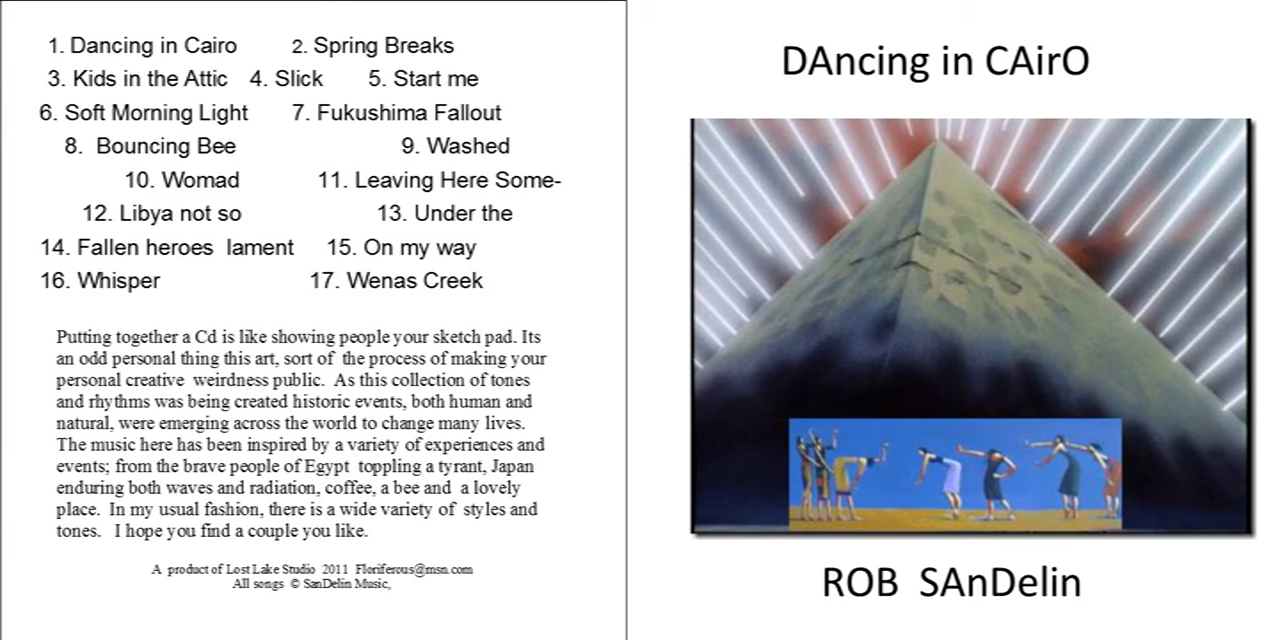 1. Dancing in Cairo 2. Spring Breaks
3. Kids in the Attic 4. Slick 5. Start me
6. Soft Morning Light 7. Fukushima Fallout
8. Bouncing Bee 9. Washed
10. Womad 11. Leaving Here Some-
12. Libya not so 13. Under the
14. Fallen heroes lament 15. On my way
16. Whisper 17. Wenas Creek
Putting together a Cd is like showing people your sketch pad. Its
an odd personal thing this art, sort of the process of making your
personal creative weirdness public. As this collection of tones
and rhythms was being created historic events, both human and
natural, were emerging across the world to change many lives.
The music here has been inspired by a variety of experiences and
events; from the brave people of Egypt toppling a tyrant, Japan
enduring both waves and radiation, coffee, a bee and a lovely
place. In my usual fashion, there is a wide variety of styles and
tones. I hope you find a couple you like.
A product of Lost Lake Studio 2011 Floriferous@msn.com
All songs © SanDelin Music,
DAncing in CAirO
ROB SAnDelin